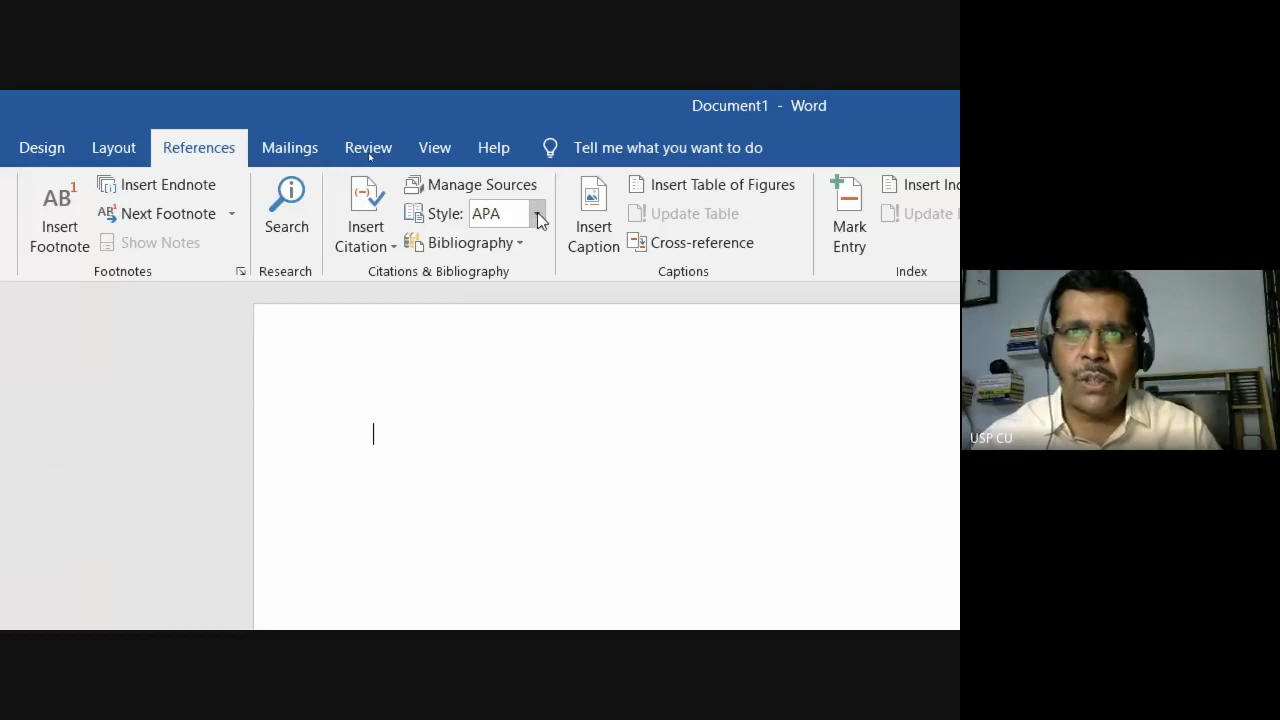 Document1 - Word
Design Layout References Mailings Review View Help Tell me what you want to do
AB1 Insert Endnote Manage Sources Insert Table of Figures
Next Footnote Style: APA Update Table
Insert Footnote Search Insert Citation Insert Caption Mark Entry
Show Notes Bibliography Cross-reference
Footnotes Research Citations & Bibliography Captions Index
USP CU